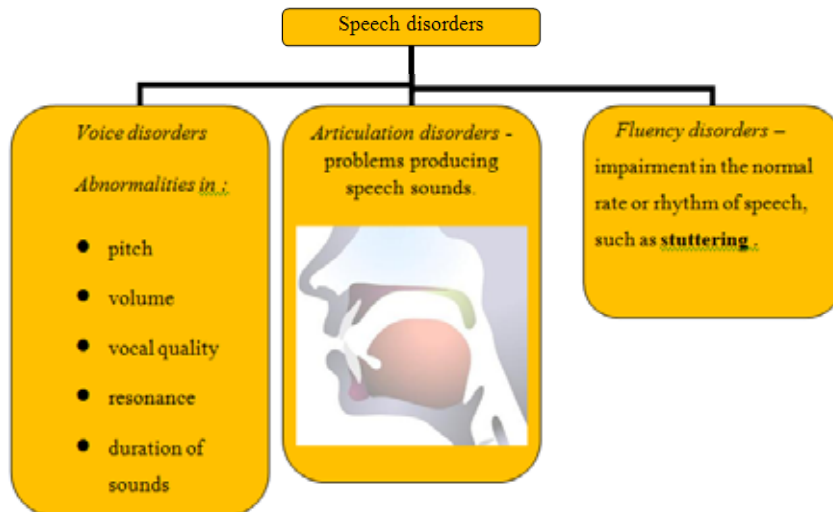 Speech disorders
Voice disorders
Abnormalities in :
● pitch
● volume
● vocal quality
● resonance
● duration of
sounds
Articulation disorders -
problems producing
speech sounds.
Fluency disorders –
impairment in the normal
rate or rhythm of speech,
such as stuttering .